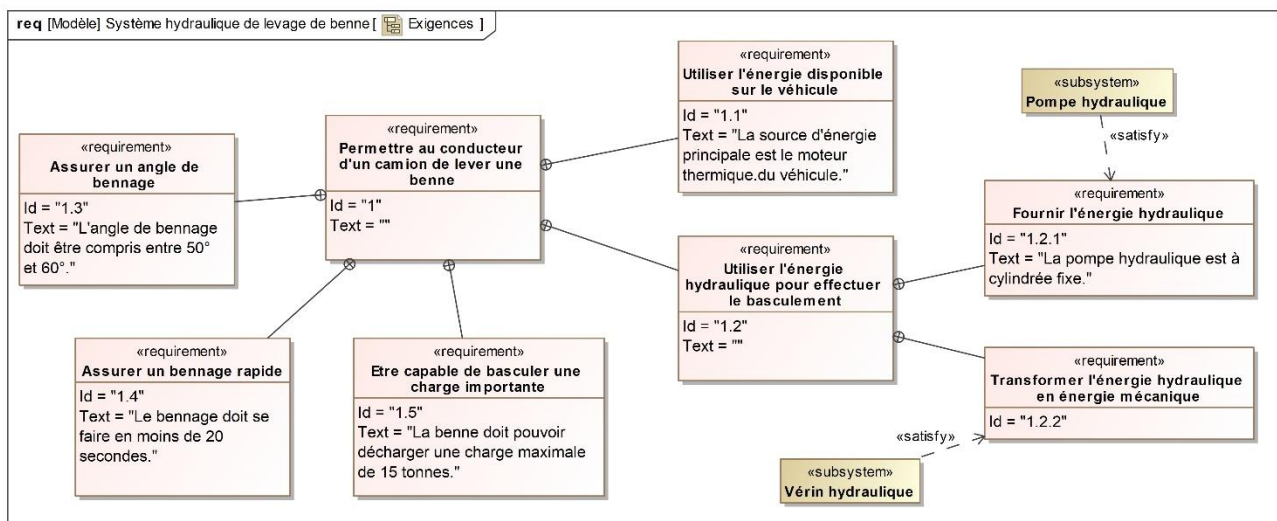 req [Modèle] Système hydraulique de levage de benne [ Exigences ]
«requirement»
Utiliser l'énergie disponible
sur le véhicule
Id = "1.1"
Text = "La source d'énergie
principale est le moteur
thermique.du véhicule."
«subsystem»
Pompe hydraulique
«satisfy»
«requirement»
Permettre au conducteur
d'un camion de lever une
benne
Id = "1"
Text = ""
«requirement»
Assurer un angle de
bennage
Id = "1.3"
Text = "L'angle de bennage
doit être compris entre 50°
et 60°."
«requirement»
Fournir l'énergie hydraulique
Id = "1.2.1"
Text = "La pompe hydraulique est à
cylindrée fixe."
«requirement»
Utiliser l'énergie
hydraulique pour effectuer
le basculement
Id = "1.2"
Text = ""
«requirement»
Assurer un bennage rapide
Id = "1.4"
Text = "Le bennage doit se
faire en moins de 20
secondes."
«requirement»
Etre capable de basculer une
charge importante
Id = "1.5"
Text = "La benne doit pouvoir
décharger une charge maximale
de 15 tonnes."
«requirement»
Transformer l'énergie hydraulique
en énergie mécanique
Id = "1.2.2"
«satisfy»
«subsystem»
Vérin hydraulique